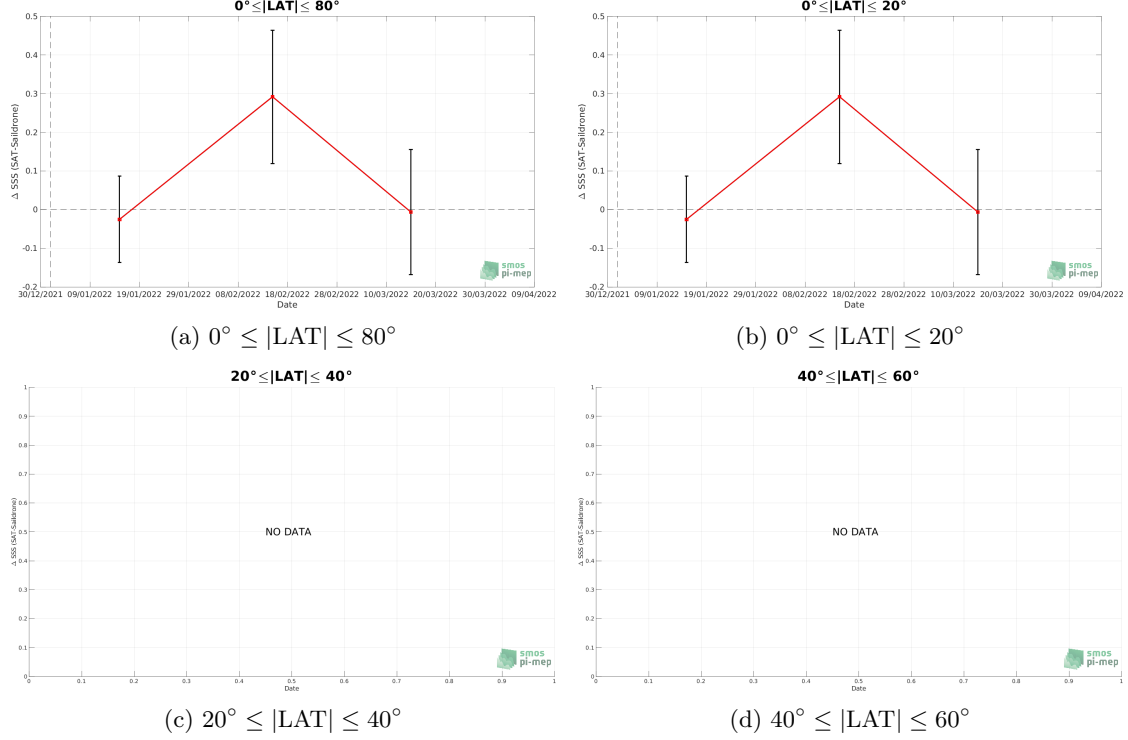 0°≤|LAT|≤ 80°
0.5
0.4
0.3
0.2
0.1
0
-0.1
-0.2
Δ SSS (SAT-Saildrone)
30/12/2021 09/01/2022 19/01/2022 29/01/2022 08/02/2022 18/02/2022 28/02/2022 10/03/2022 20/03/2022 30/03/2022 09/04/2022
Date
smos
pi-mep
(a) 0° ≤ |LAT| ≤ 80°
0°≤|LAT|≤ 20°
0.5
0.4
0.3
0.2
0.1
0
-0.1
-0.2
Δ SSS (SAT-Saildrone)
30/12/2021 09/01/2022 19/01/2022 29/01/2022 08/02/2022 18/02/2022 28/02/2022 10/03/2022 20/03/2022 30/03/2022 09/04/2022
Date
smos
pi-mep
(b) 0° ≤ |LAT| ≤ 20°
20°≤|LAT|≤ 40°
1
0.9
0.8
0.7
0.6
0.5
0.4
0.3
0.2
0.1
0
Δ SSS (SAT-Saildrone)
NO DATA
0 0.1 0.2 0.3 0.4 0.5 0.6 0.7 0.8 0.9 1
Date
smos
pi-mep
(c) 20° ≤ |LAT| ≤ 40°
40°≤|LAT|≤ 60°
1
0.9
0.8
0.7
0.6
0.5
0.4
0.3
0.2
0.1
0
Δ SSS (SAT-Saildrone)
NO DATA
0 0.1 0.2 0.3 0.4 0.5 0.6 0.7 0.8 0.9 1
Date
smos
pi-mep
(d) 40° ≤ |LAT| ≤ 60°